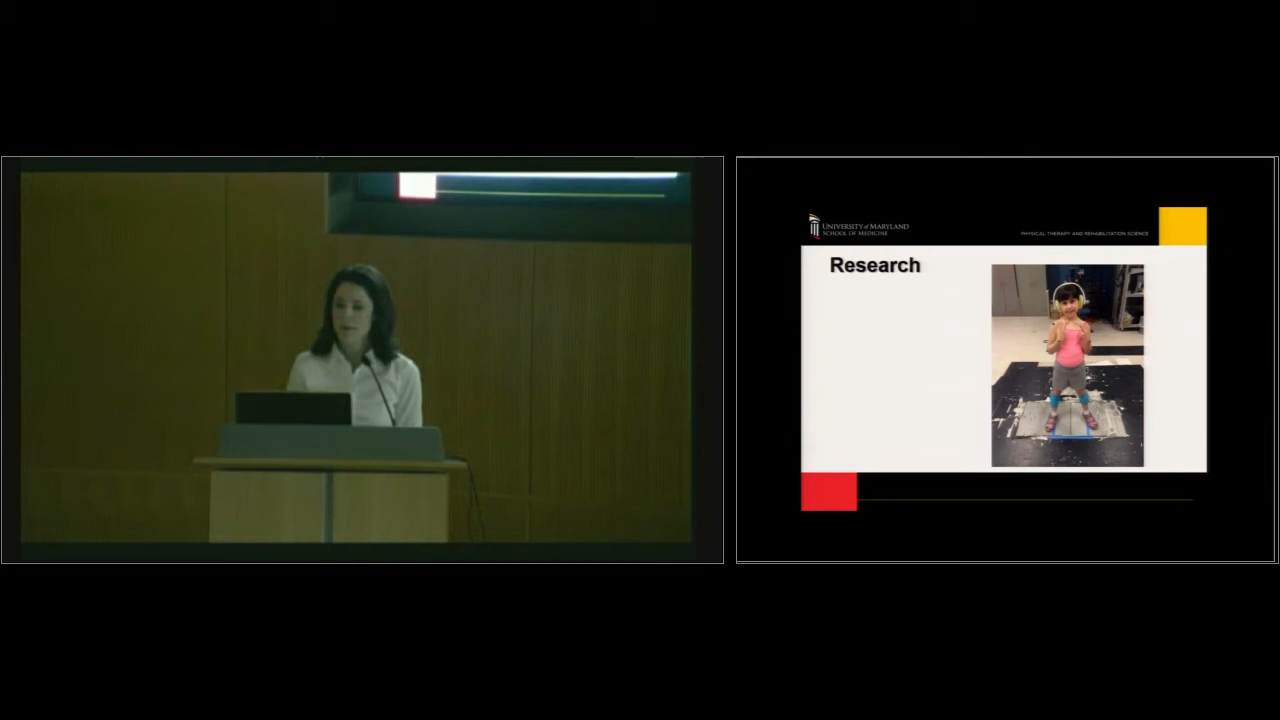 UNIVERSITY of MARYLAND
SCHOOL OF MEDICINE
PHYSICAL THERAPY AND REHABILITATION SCIENCE
Research